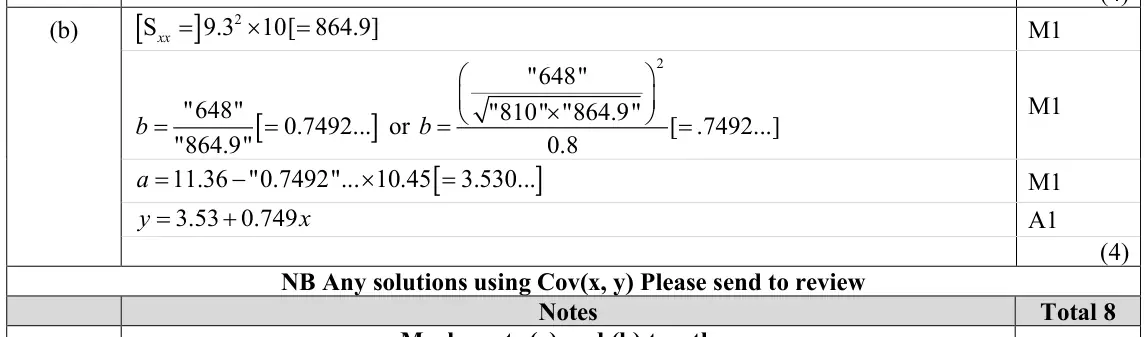 (4)
(b) [Sxx =] 9.3² × 10[= 864.9] M1
b = "648" / "864.9" [= 0.7492...] or b = ("648" / √("810" × "864.9"))² / 0.8 [= .7492...] M1
a = 11.36 − "0.7492"... × 10.45 [= 3.530...] M1
y = 3.53 + 0.749x A1
(4)
NB Any solutions using Cov(x, y) Please send to review
Notes Total 8